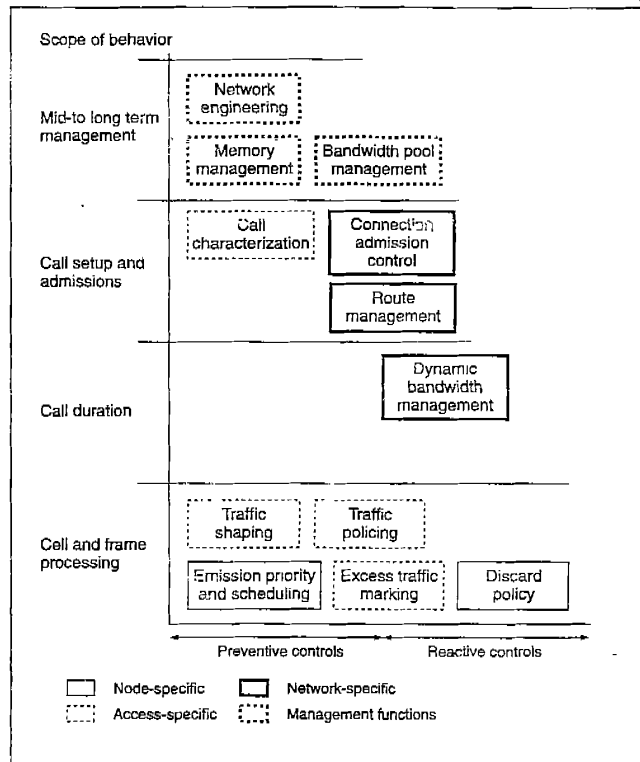 Scope of behavior
Mid-to long term
management
Network
engineering
Memory
management
Bandwidth pool
management
Call setup and
admissions
Call
characterization
Connection
admission
control
Route
management
Call duration
Dynamic
bandwidth
management
Cell and frame
processing
Traffic
shaping
Traffic
policing
Emission priority
and scheduling
Excess traffic
marking
Discard
policy
Preventive controls
Reactive controls
Node-specific
Network-specific
Access-specific
Management functions